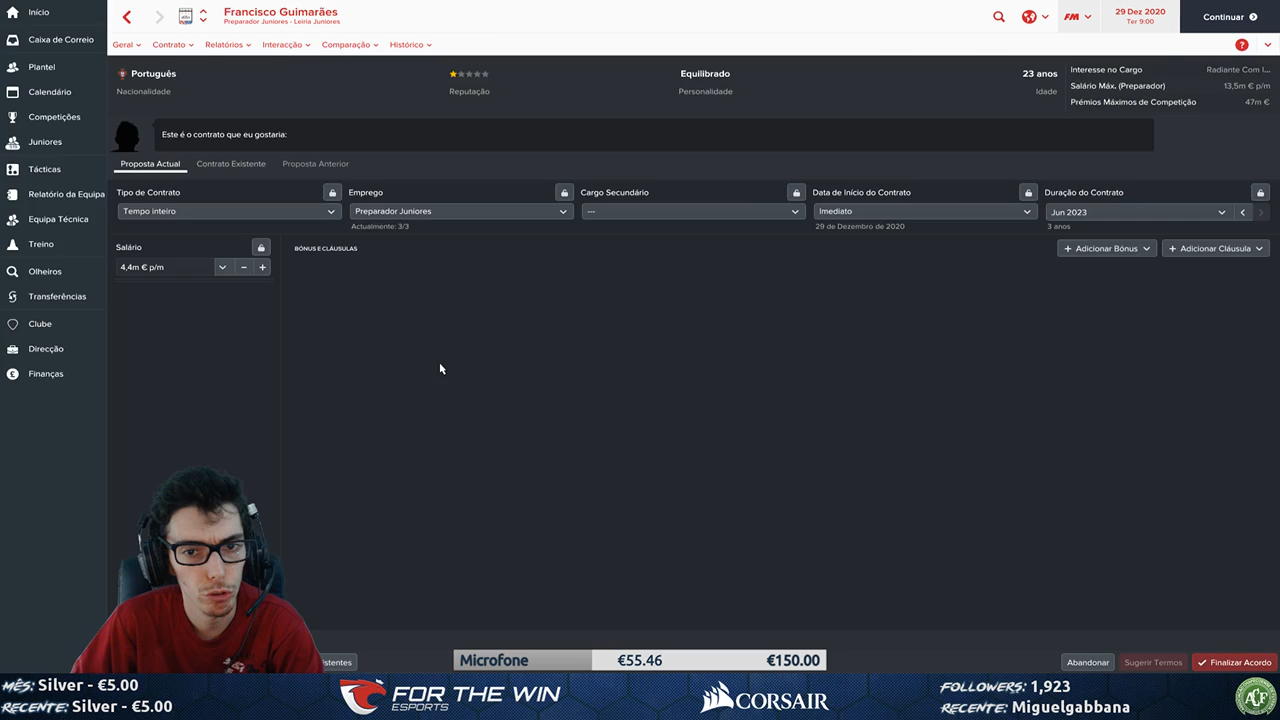 Início
Caixa de Correio
Plantel
Calendário
Competições
Juniores
Tácticas
Relatório da Equipa
Equipa Técnica
Treino
Olheiros
Transferências
Clube
Direcção
Finanças
Francisco Guimarães
Preparador Juniores - Leiria Juniores
FM
29 Dez 2020
Ter 9:00
Continuar
Geral Contrato Relatórios Interacção Comparação Histórico
?
Português
Nacionalidade
Reputação
Equilibrado
Personalidade
23 anos
Idade
Interesse no Cargo Radiante Com I...
Salário Máx. (Preparador) 13,5m € p/m
Prémios Máximos de Competição 47m €
Este é o contrato que eu gostaria:
Proposta Actual Contrato Existente Proposta Anterior
Tipo de Contrato
Tempo inteiro
Emprego
Preparador Juniores
Actualmente: 3/3
Cargo Secundário
---
Data de Início do Contrato
Imediato
29 de Dezembro de 2020
Duração do Contrato
Jun 2023
3 anos
Salário
4,4m € p/m
BÓNUS E CLÁUSULAS
+ Adicionar Bónus
+ Adicionar Cláusula
istentes
Microfone €55.46 €150.00
Abandonar Sugerir Termos Finalizar Acordo
MÊS: Silver - €5.00
RECENTE: Silver - €5.00
FOR THE WIN
ESPORTS
CORSAIR
FOLLOWERS: 1,923
RECENTE: Miguelgabbana
ACF